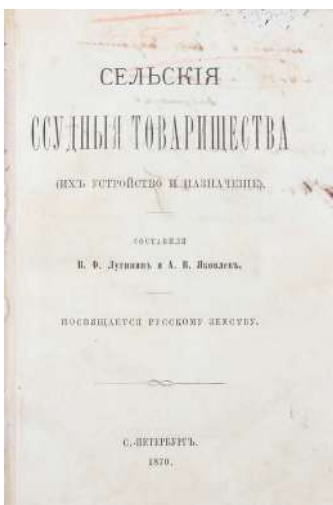 СЕЛЬСКІЯ
ССУДНЫЯ ТОВАРИЩЕСТВА
(ИХЪ УСТРОЙСТВО И НАЗНАЧЕНІЕ).
СОСТАВИЛИ
В. Ф. Лугининъ и А. В. Яковлевъ.
ПОСВЯЩАЕТСЯ РУССКОМУ ЗЕМСТВУ.
С.-ПЕТЕРБУРГЪ.
1870.